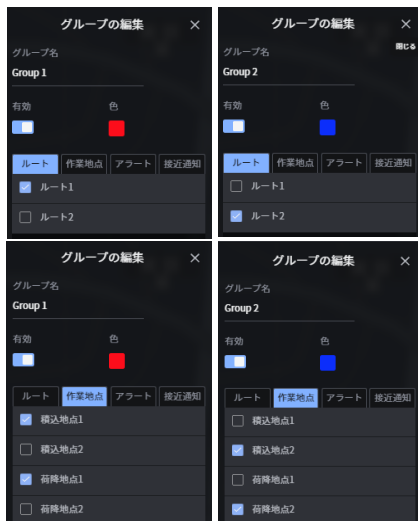 グループの編集
グループ名
Group 1
有効 色
ルート 作業地点 アラート 接近通知
ルート1
ルート2
グループの編集
閉じる
グループ名
Group 2
有効 色
ルート 作業地点 アラート 接近通知
ルート1
ルート2
グループの編集
グループ名
Group 1
有効 色
ルート 作業地点 アラート 接近通知
積込地点1
積込地点2
荷降地点1
荷降地点2
グループの編集
グループ名
Group 2
有効 色
ルート 作業地点 アラート 接近通知
積込地点1
積込地点2
荷降地点1
荷降地点2